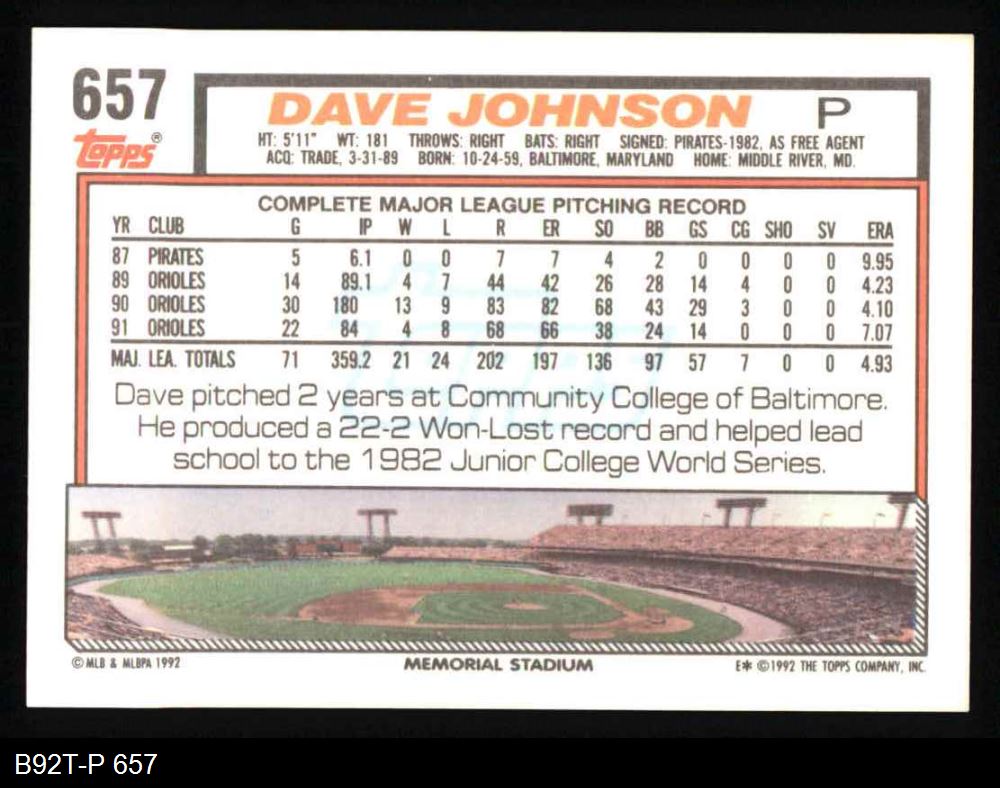 657
Topps®
DAVE JOHNSON P
HT: 5'11" WT: 181 THROWS: RIGHT BATS: RIGHT SIGNED: PIRATES-1982, AS FREE AGENT
ACQ: TRADE, 3-31-89 BORN: 10-24-59, BALTIMORE, MARYLAND HOME: MIDDLE RIVER, MD.
COMPLETE MAJOR LEAGUE PITCHING RECORD
YR CLUB G IP W L R ER SO BB GS CG SHO SV ERA
87 PIRATES 5 6.1 0 0 7 7 4 2 0 0 0 0 9.95
89 ORIOLES 14 89.1 4 7 44 42 26 28 14 4 0 0 4.23
90 ORIOLES 30 180 13 9 83 82 68 43 29 3 0 0 4.10
91 ORIOLES 22 84 4 8 68 66 38 24 14 0 0 0 7.07
MAJ. LEA. TOTALS 71 359.2 21 24 202 197 136 97 57 7 0 0 4.93
Dave pitched 2 years at Community College of Baltimore.
He produced a 22-2 Won-Lost record and helped lead
school to the 1982 Junior College World Series.
© MLB & MLBPA 1992 MEMORIAL STADIUM E* ©1992 THE TOPPS COMPANY, INC.
B92T-P 657